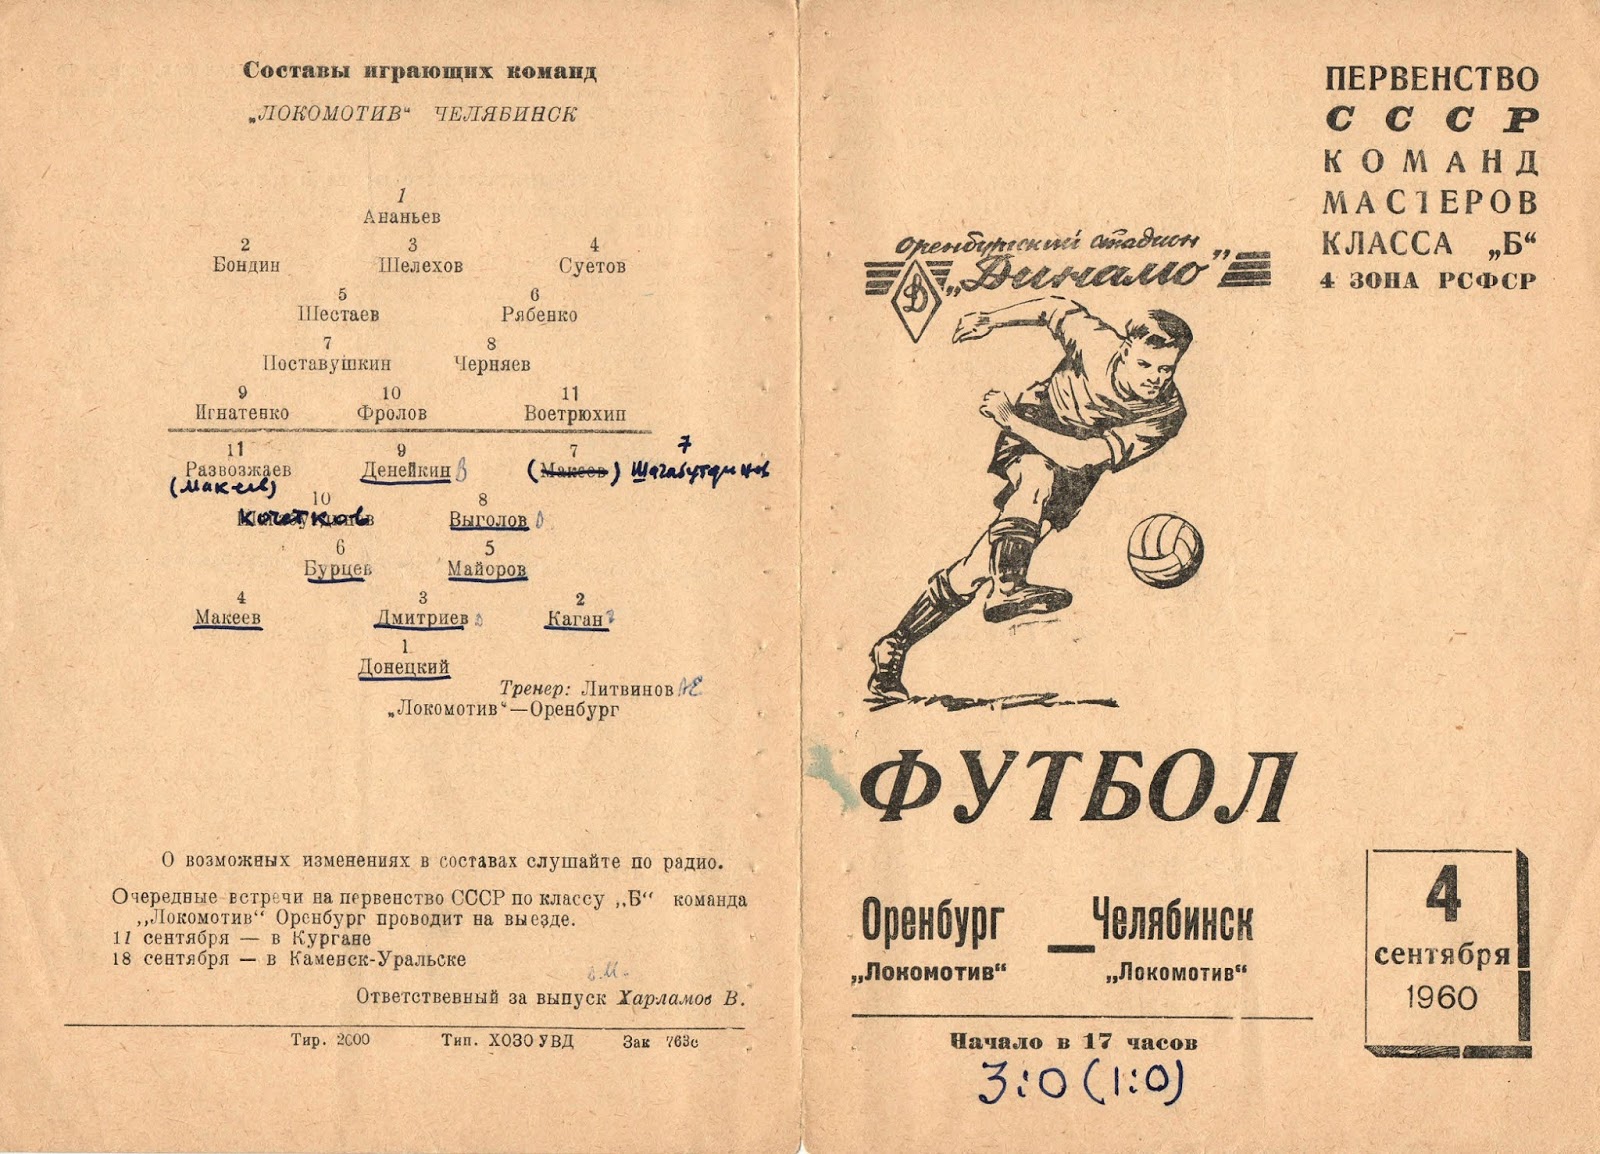 Составы играющих команд
„ЛОКОМОТИВ“ ЧЕЛЯБИНСК
1
Ананьев
2 3 4
Бондин Шелехов Суетов
5 6
Шестаев Рябенко
7 8
Поставушкин Черняев
9 10 11
Игнатенко Фролов Воетрюхин
11 9 7 7
Развозжаев Денейкин В (Макеев) Шагабутдинов
(Макеев)
10 8
Кочетков Выголов
6 5
Бурцев Майоров
4 3 2
Макеев Дмитриев Каган
1
Донецкий
Тренер: Литвинов
„Локомотив“—Оренбург
О возможных изменениях в составах слушайте по радио.
Очередные встречи на первенство СССР по классу „Б“ команда
„Локомотив“ Оренбург проводит на выезде.
11 сентября — в Кургане
18 сентября — в Каменск-Уральске
Ответственный за выпуск Харламов В.
Тир. 2000 Тип. ХОЗО УВД Зак 763с
ПЕРВЕНСТВО
СССР
КОМАНД
МАСТЕРОВ
КЛАССА „Б“
4 ЗОНА РСФСР
Оренбургский стадион
„Динамо”
Д
ФУТБОЛ
Оренбург — Челябинск
„Локомотив“ „Локомотив“
4
сентября
1960
Начало в 17 часов
3:0 (1:0)